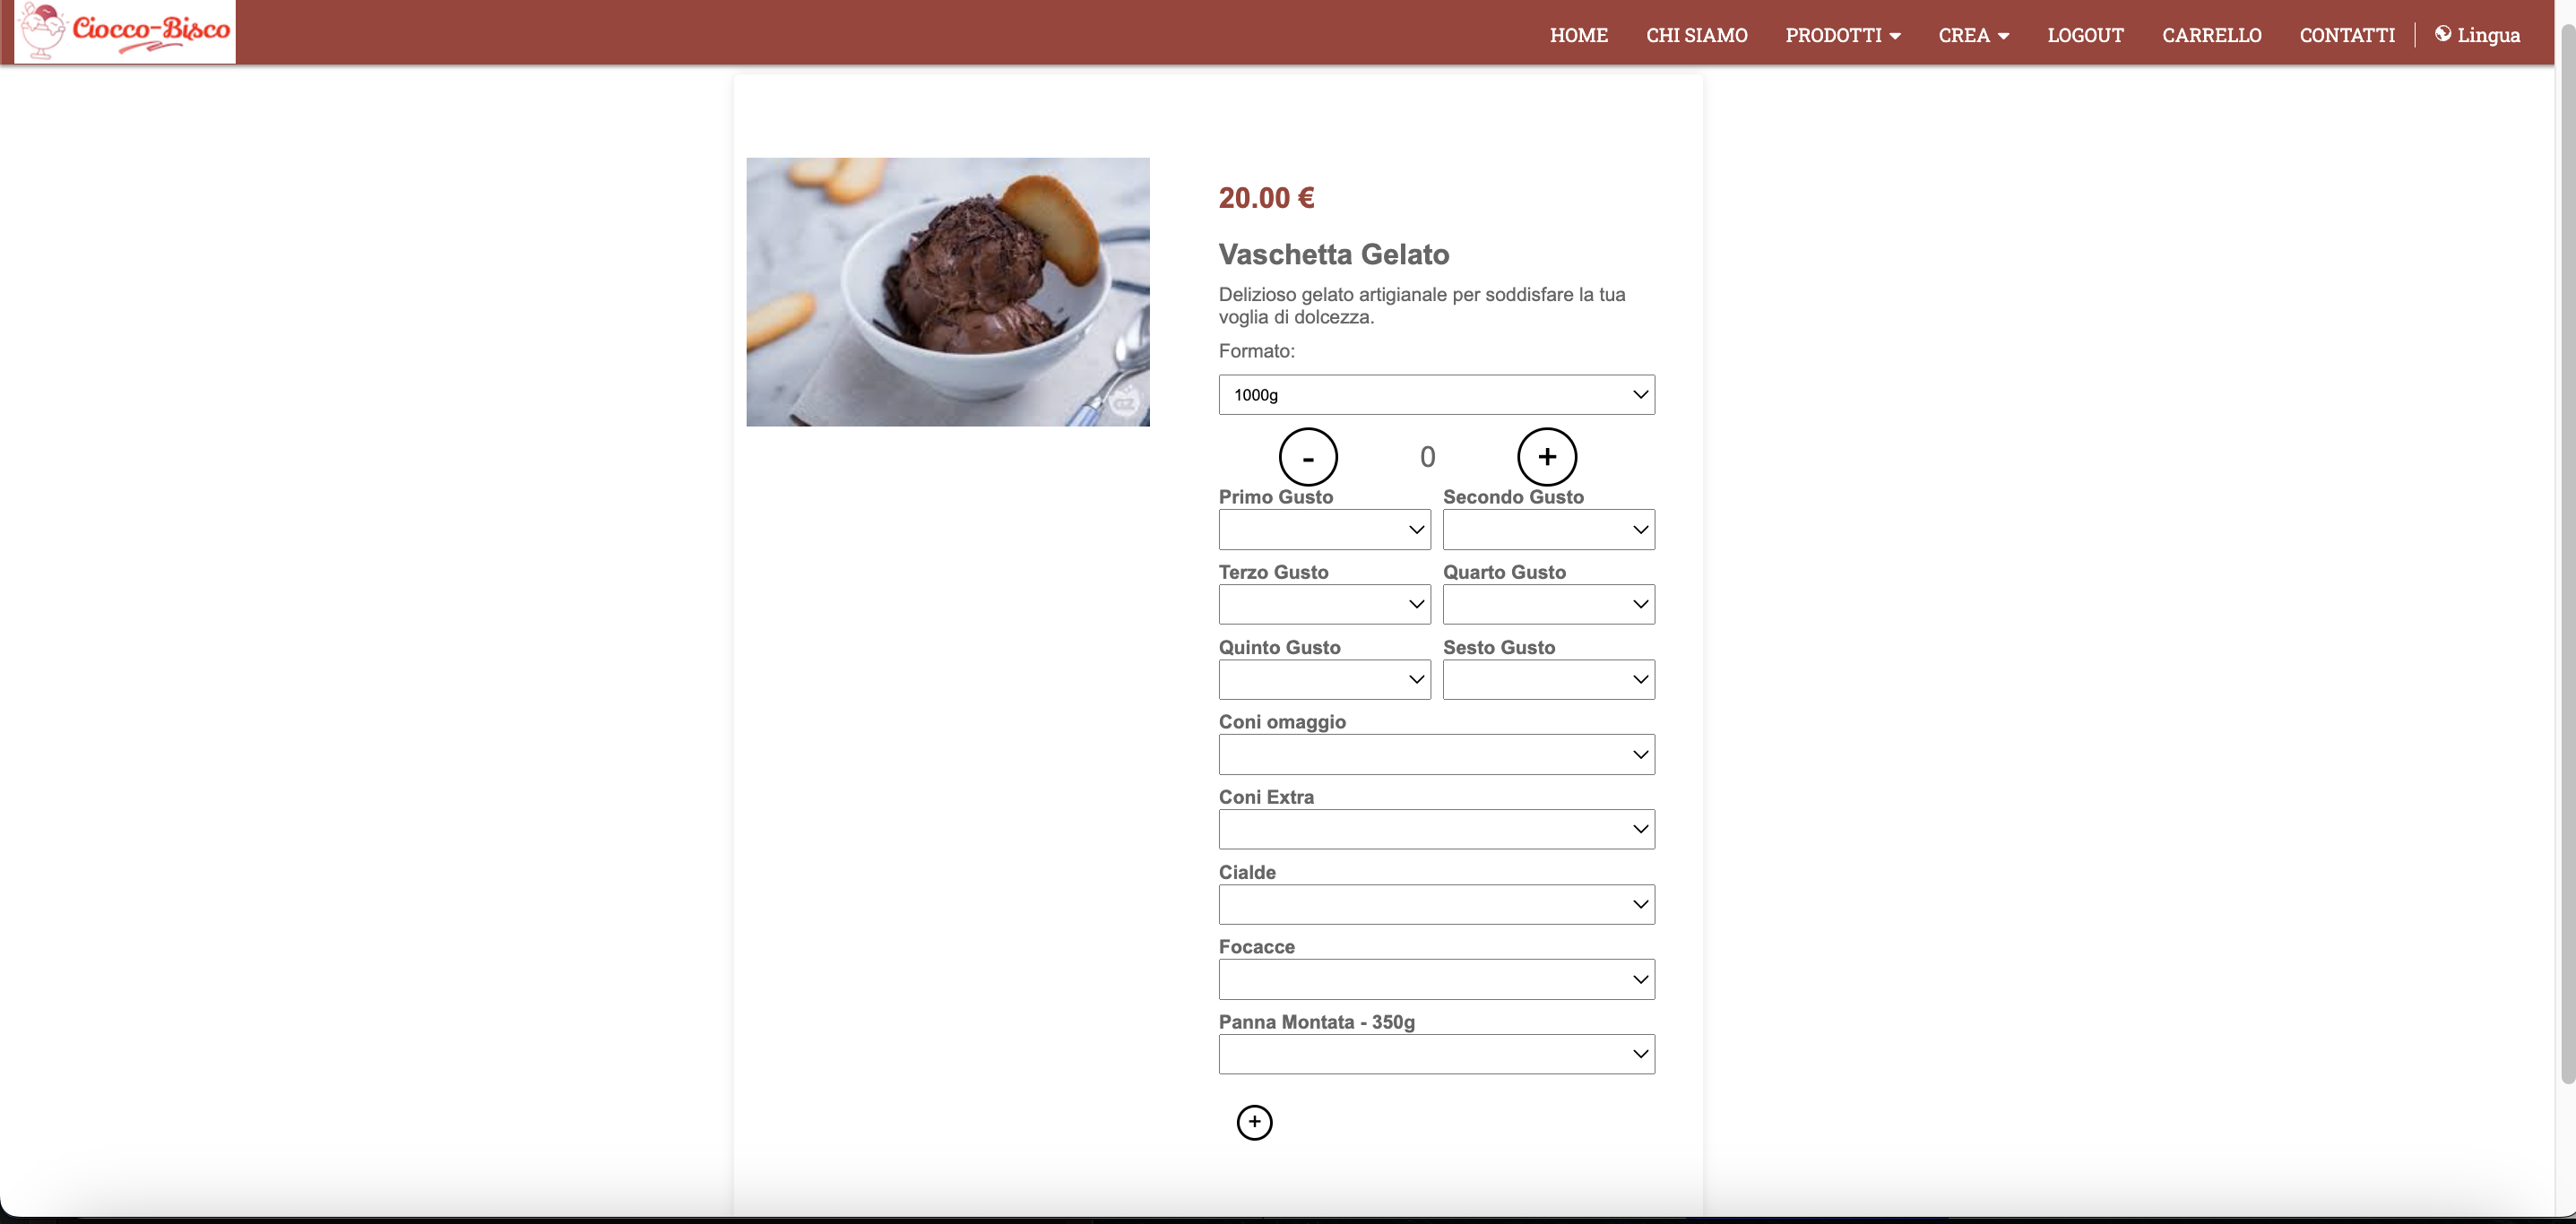 Ciocco-Bisco
HOME CHI SIAMO PRODOTTI CREA LOGOUT CARRELLO CONTATTI Lingua
20.00 €
Vaschetta Gelato
Delizioso gelato artigianale per soddisfare la tua
voglia di dolcezza.
Formato:
1000g
- 0 +
Primo Gusto Secondo Gusto
Terzo Gusto Quarto Gusto
Quinto Gusto Sesto Gusto
Coni omaggio
Coni Extra
Cialde
Focacce
Panna Montata - 350g
+